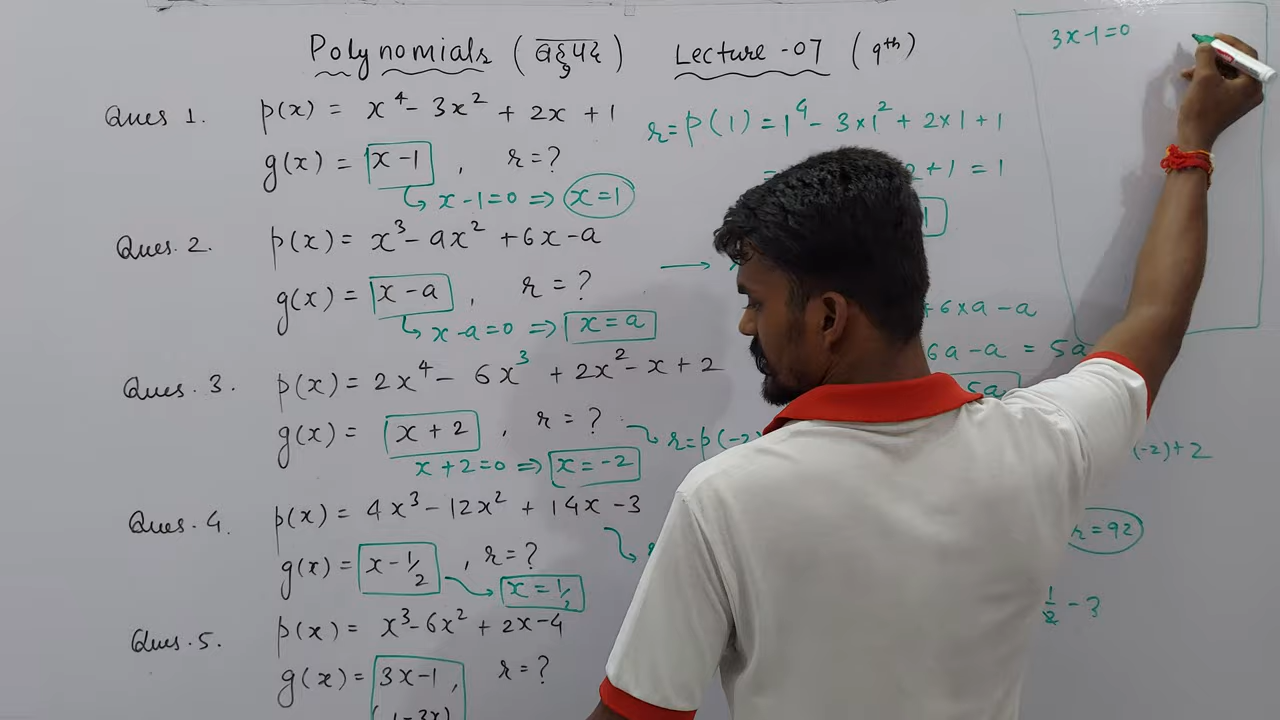 Polynomials (बहुपद) Lecture -07 (9th)
3x-1=0
Ques 1. p(x) = x⁴ - 3x² + 2x + 1
r = p(1) = 1⁴ - 3×1² + 2×1 + 1
g(x) = x-1, r = ?
+ 1 = 1
x-1=0 ⇒ x=1
1
Ques. 2. p(x) = x³ - ax² + 6x - a
g(x) = x-a, r = ?
+ 6×a - a
x-a=0 ⇒ x=a
6a - a = 5a
5a
Ques. 3. p(x) = 2x⁴ - 6x³ + 2x² - x + 2
g(x) = x+2, r = ?
r = p(-2)
(-2)+2
x+2=0 ⇒ x=-2
Ques. 4. p(x) = 4x³ - 12x² + 14x - 3
r=92
g(x) = x-1/2, r = ?
x=1/2
1/2 - 3
Ques. 5. p(x) = x³ - 6x² + 2x - 4
g(x) = 3x-1, r = ?